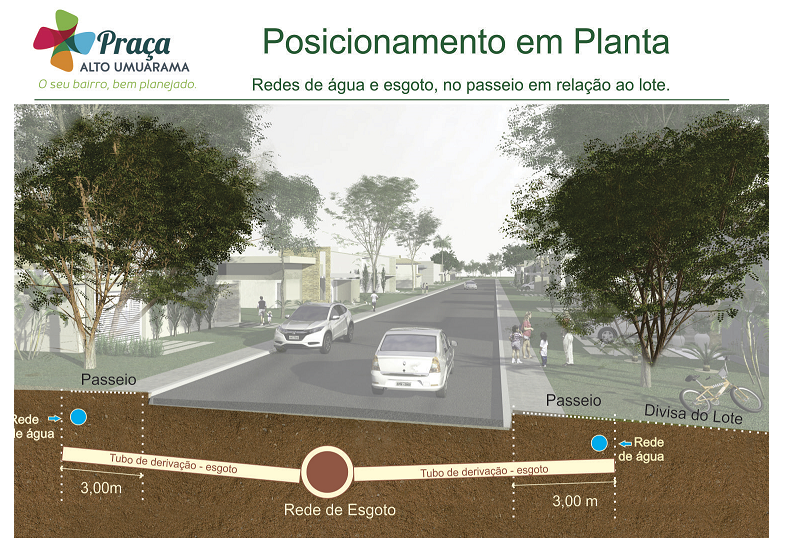 Praça
ALTO UMUARAMA
O seu bairro, bem planejado.
Posicionamento em Planta
Redes de água e esgoto, no passeio em relação ao lote.
Passeio
Passeio
Divisa do Lote
Rede
de água
Rede
de água
Tubo de derivação - esgoto
Tubo de derivação - esgoto
3,00m
Rede de Esgoto
3,00 m